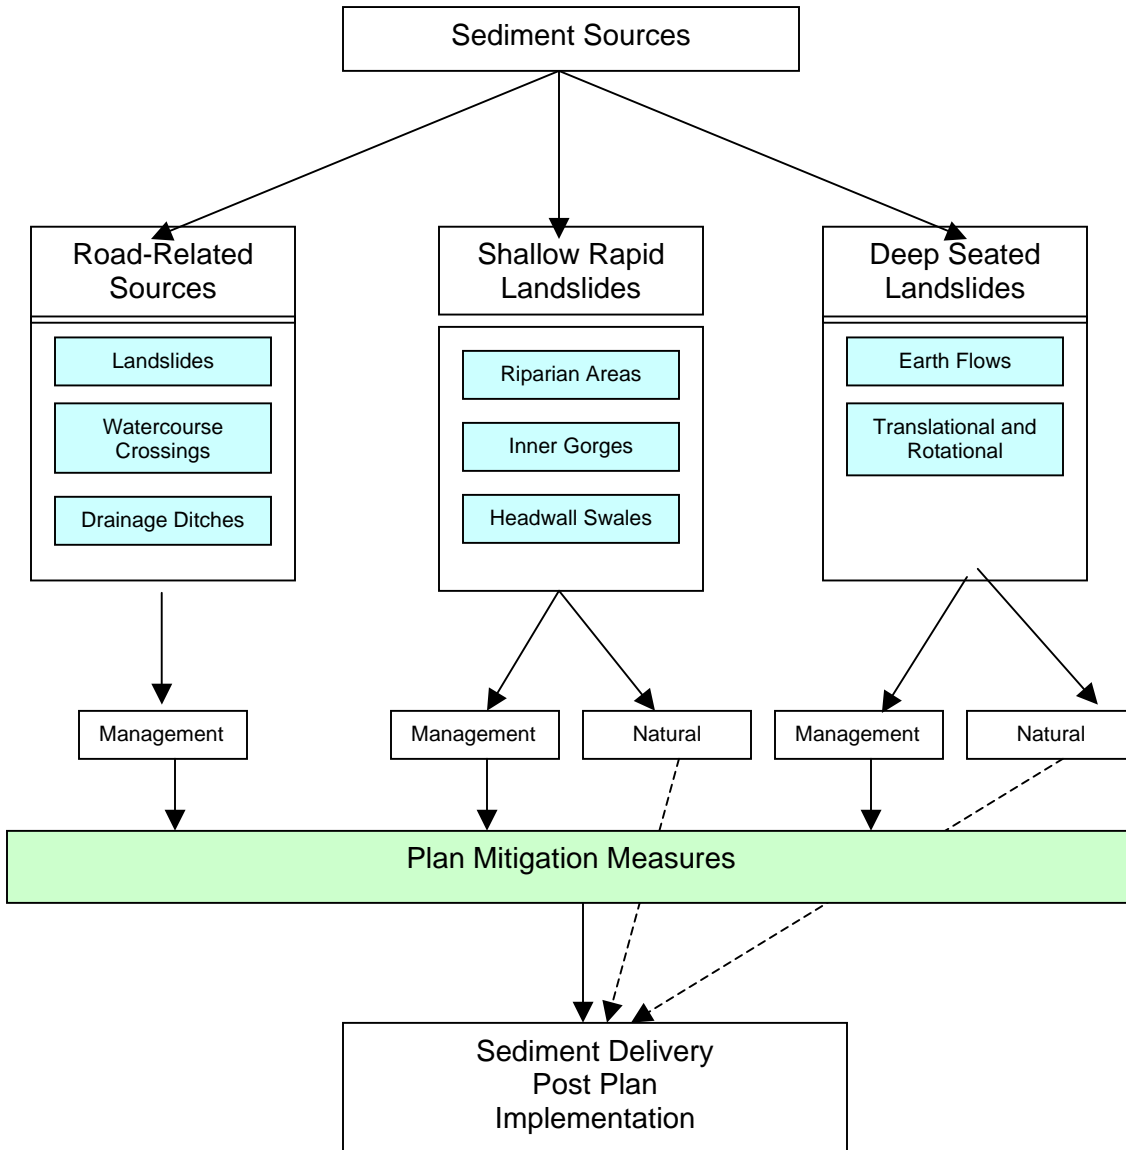 Sediment Sources
Road-Related
Sources
Shallow Rapid
Landslides
Deep Seated
Landslides
Landslides
Watercourse
Crossings
Drainage Ditches
Riparian Areas
Inner Gorges
Headwall Swales
Earth Flows
Translational and
Rotational
Management
Management
Natural
Management
Natural
Plan Mitigation Measures
Sediment Delivery
Post Plan
Implementation